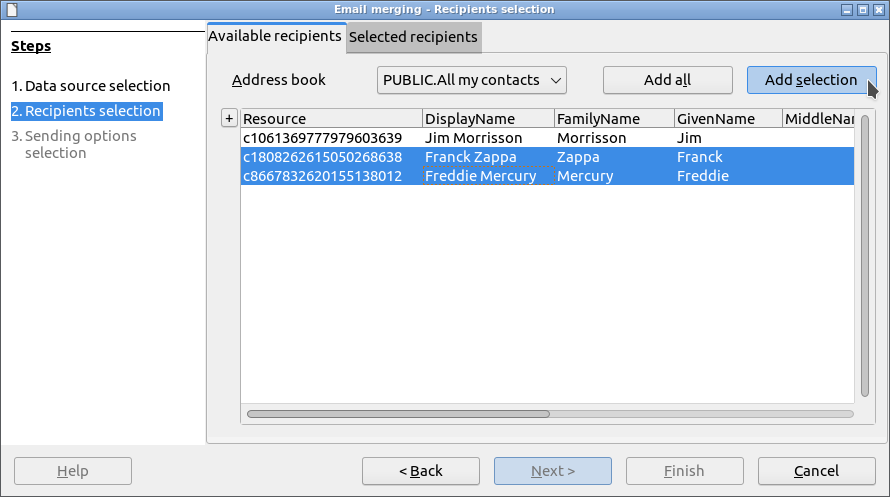 Email merging - Recipients selection
Steps
1. Data source selection
2. Recipients selection
3. Sending options
selection
Available recipients
Selected recipients
Address book
PUBLIC.All my contacts
Add all
Add selection
+
Resource DisplayName FamilyName GivenName MiddleNar
c1061369777979603639 Jim Morrisson Morrisson Jim
c1808262615050268638 Franck Zappa Zappa Franck
c8667832620155138012 Freddie Mercury Mercury Freddie
Help
< Back
Next >
Finish
Cancel